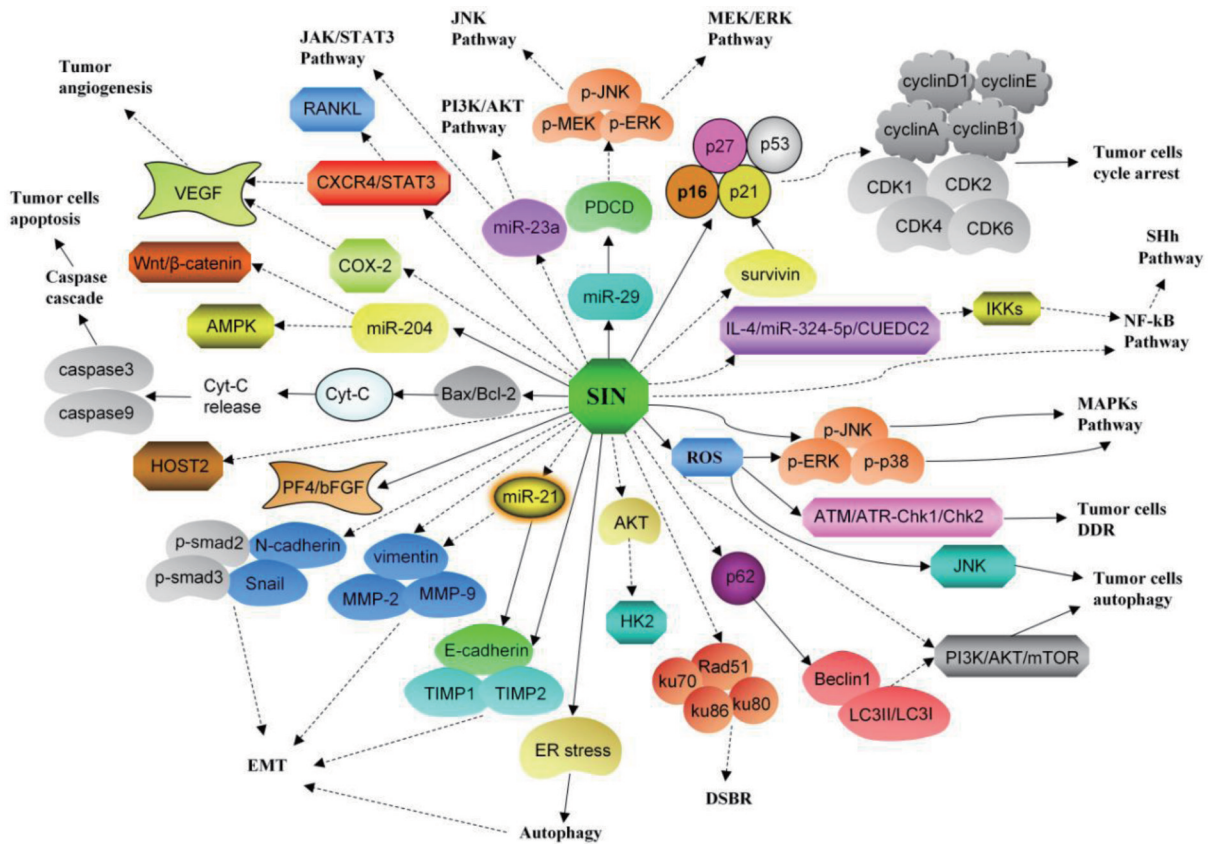 JNK
Pathway
MEK/ERK
Pathway
JAK/STAT3
Pathway
Tumor
angiogenesis
RANKL
PI3K/AKT
Pathway
p-JNK
p-MEK
p-ERK
cyclinD1
cyclinE
cyclinA
cyclinB1
p27
p53
p16
p21
CDK1
CDK2
CDK4
CDK6
Tumor cells
cycle arrest
VEGF
CXCR4/STAT3
miR-23a
PDCD
Tumor cells
apoptosis
Wnt/β-catenin
COX-2
miR-29
survivin
SHh
Pathway
Caspase
cascade
AMPK
miR-204
IL-4/miR-324-5p/CUEDC2
IKKs
NF-kB
Pathway
caspase3
caspase9
Cyt-C
release
Cyt-C
Bax/Bcl-2
SIN
MAPKs
Pathway
p-JNK
p-ERK
p-p38
ROS
HOST2
PF4/bFGF
miR-21
AKT
ATM/ATR-Chk1/Chk2
Tumor cells
DDR
p-smad2
N-cadherin
p-smad3
Snail
vimentin
MMP-2
MMP-9
p62
JNK
Tumor cells
autophagy
HK2
E-cadherin
TIMP1
TIMP2
Rad51
ku70
ku86
ku80
Beclin1
LC3II/LC3I
PI3K/AKT/mTOR
ER stress
EMT
DSBR
Autophagy